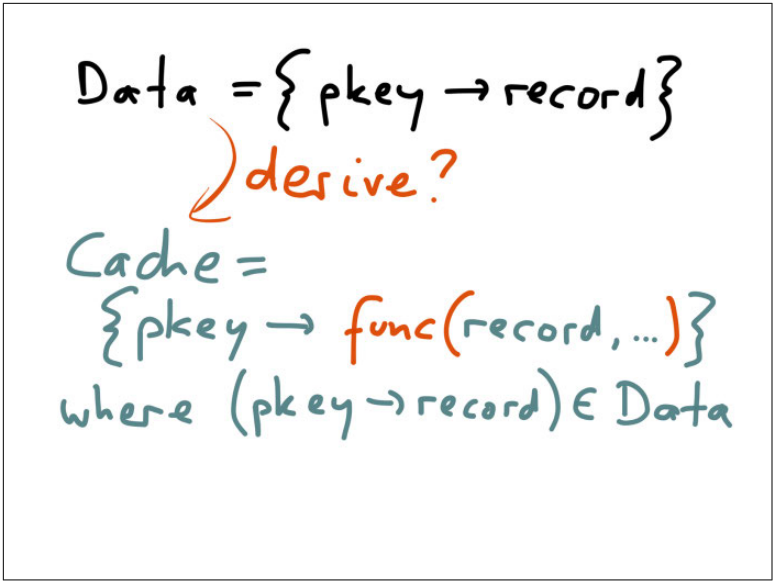 Data = {pkey → record}
derive?
Cache =
{pkey → func(record, ...)}
where (pkey → record) ∈ Data